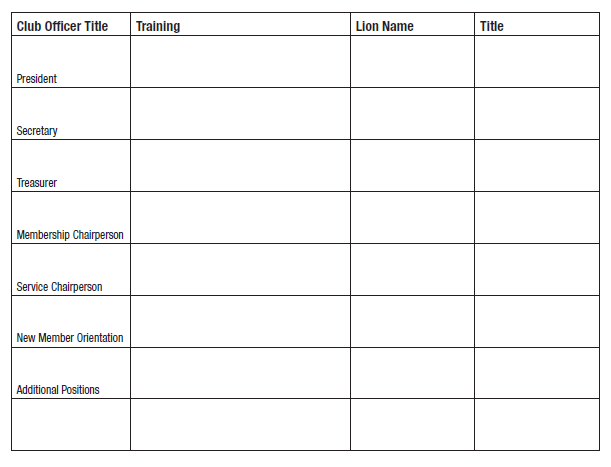 Club Officer Title Training Lion Name Title
President
Secretary
Treasurer
Membership Chairperson
Service Chairperson
New Member Orientation
Additional Positions